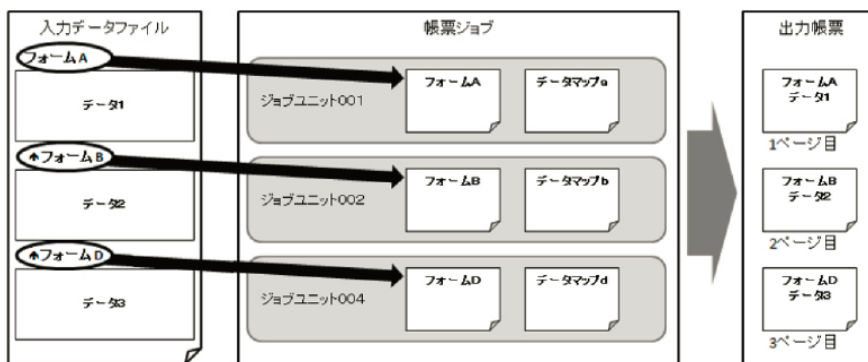 入力データファイル
帳票ジョブ
出力帳票
フォームA
データ1
ジョブユニット001
フォームA
データマップa
フォームA
データ1
1ページ目
↑フォームB
データ2
ジョブユニット002
フォームB
データマップb
フォームB
データ2
2ページ目
↑フォームD
データ3
ジョブユニット004
フォームD
データマップd
フォームD
データ3
3ページ目